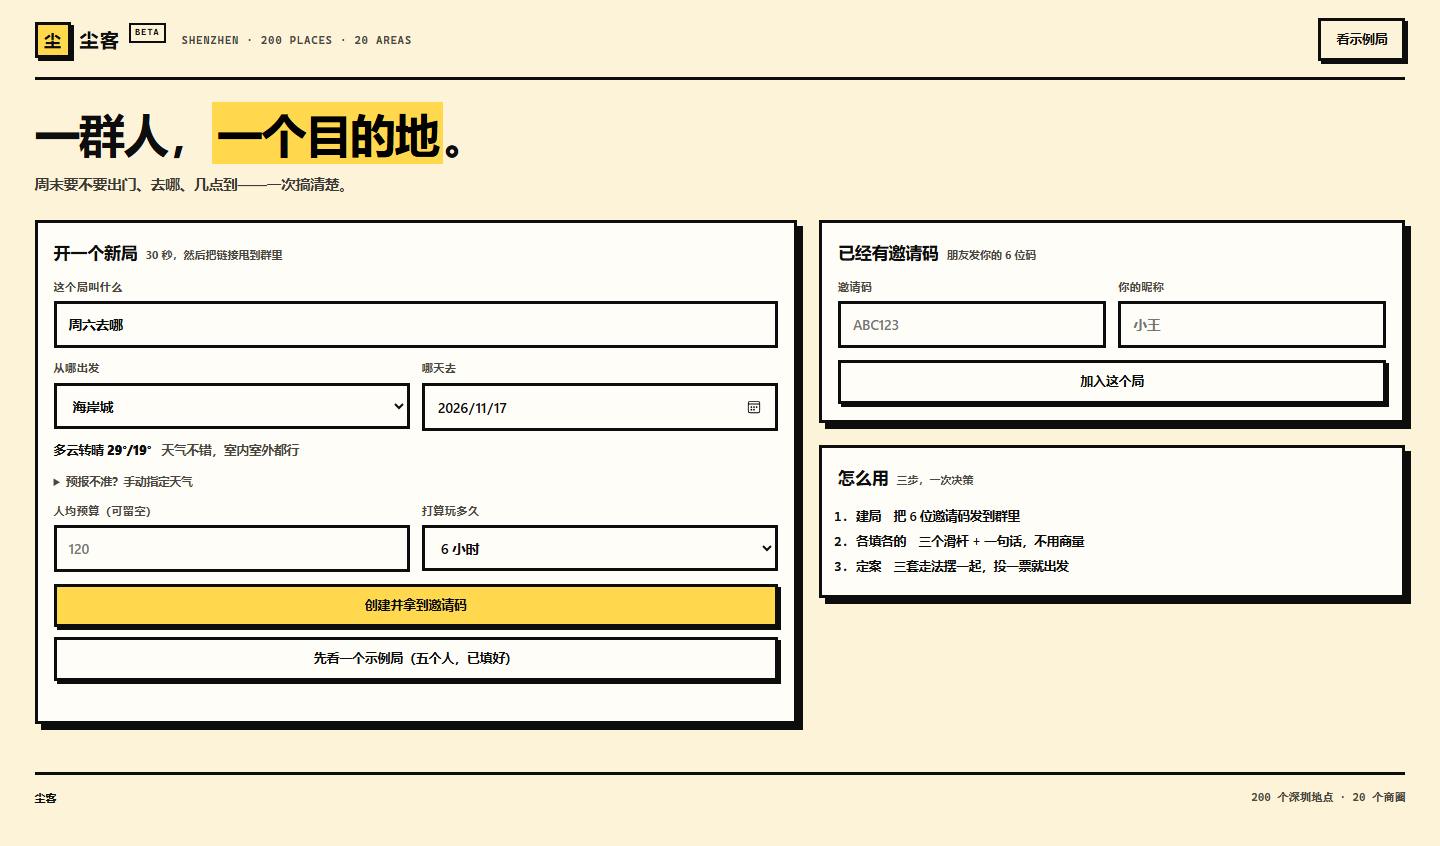 尘 尘客 BETA SHENZHEN · 200 PLACES · 20 AREAS 看示例局
一群人，一个目的地。
周末要不要出门、去哪、几点到——一次搞清楚。
开一个新局 30 秒，然后把链接甩到群里
这个局叫什么
周六去哪
从哪出发 哪天去
海岸城 2026/11/17
多云转晴 29°/19° 天气不错，室内室外都行
▶ 预报不准？手动指定天气
人均预算（可留空） 打算玩多久
120 6 小时
创建并拿到邀请码
先看一个示例局（五个人，已填好）
已经有邀请码 朋友发你的 6 位码
邀请码 你的昵称
ABC123 小王
加入这个局
怎么用 三步，一次决策
1. 建局 把 6 位邀请码发到群里
2. 各填各的 三个滑杆 + 一句话，不用商量
3. 定案 三套走法摆一起，投一票就出发
尘客 200 个深圳地点 · 20 个商圈